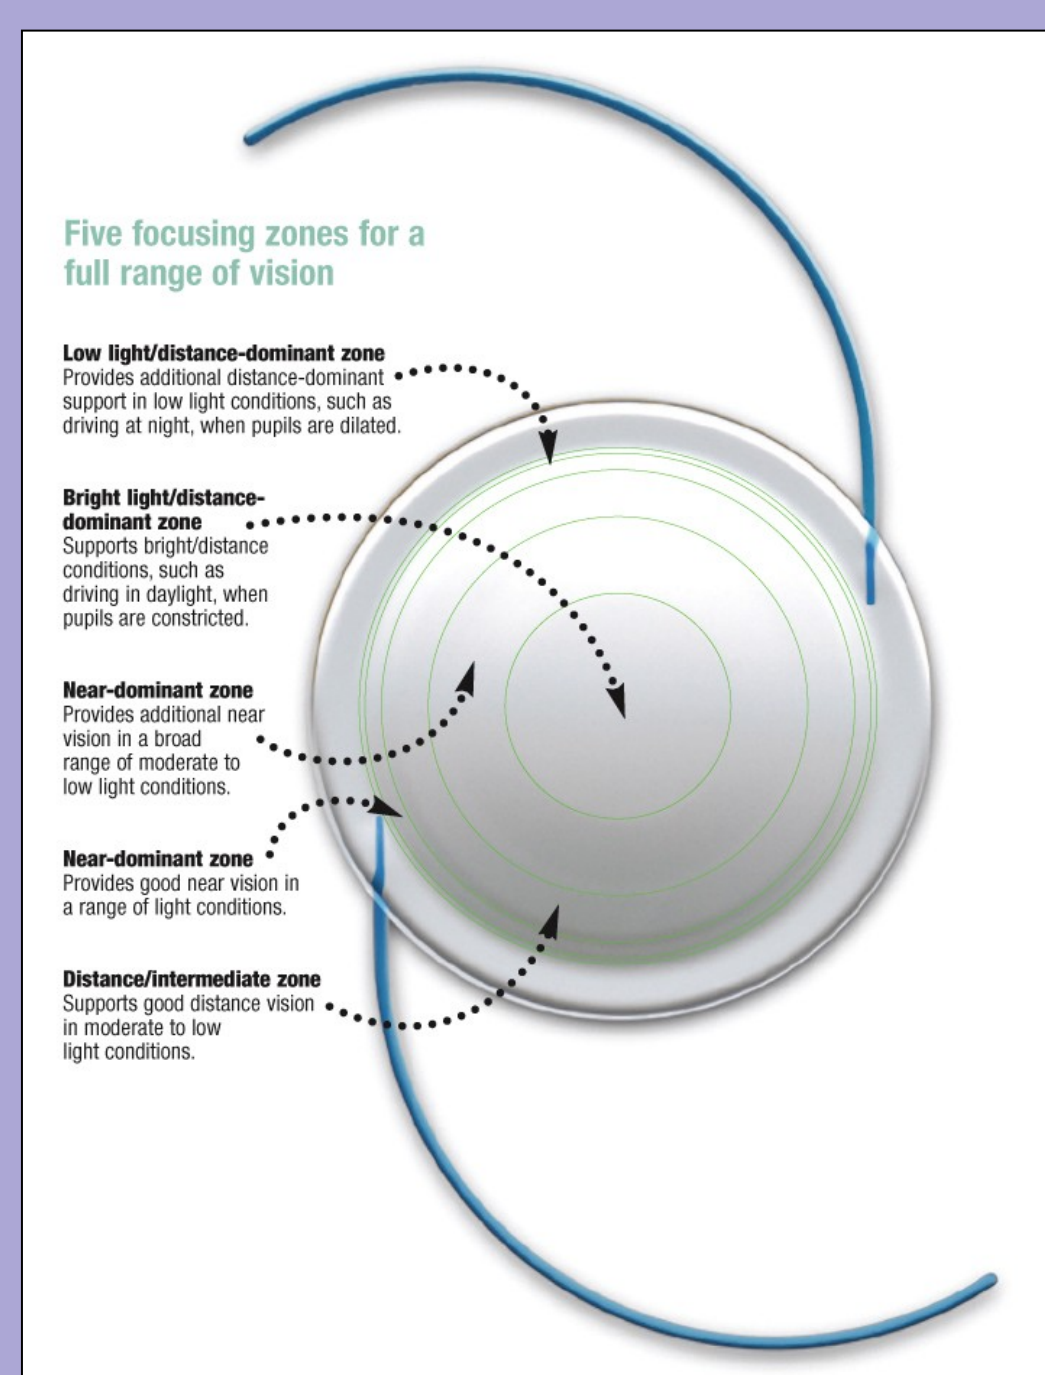 Five focusing zones for a
full range of vision
Low light/distance-dominant zone
Provides additional distance-dominant
support in low light conditions, such as
driving at night, when pupils are dilated.
Bright light/distance-
dominant zone
Supports bright/distance
conditions, such as
driving in daylight, when
pupils are constricted.
Near-dominant zone
Provides additional near
vision in a broad
range of moderate to
low light conditions.
Near-dominant zone
Provides good near vision in
a range of light conditions.
Distance/intermediate zone
Supports good distance vision
in moderate to low
light conditions.